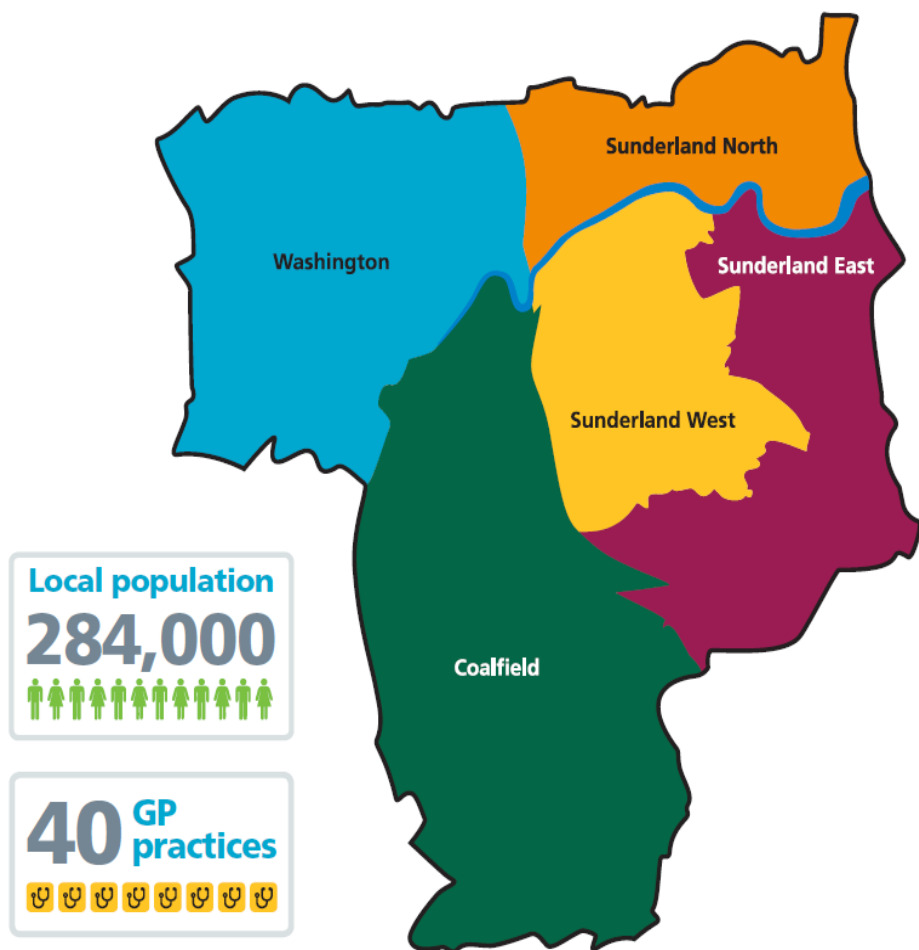 Sunderland North
Washington
Sunderland East
Sunderland West
Local population
284,000
Coalfield
40 GP
practices